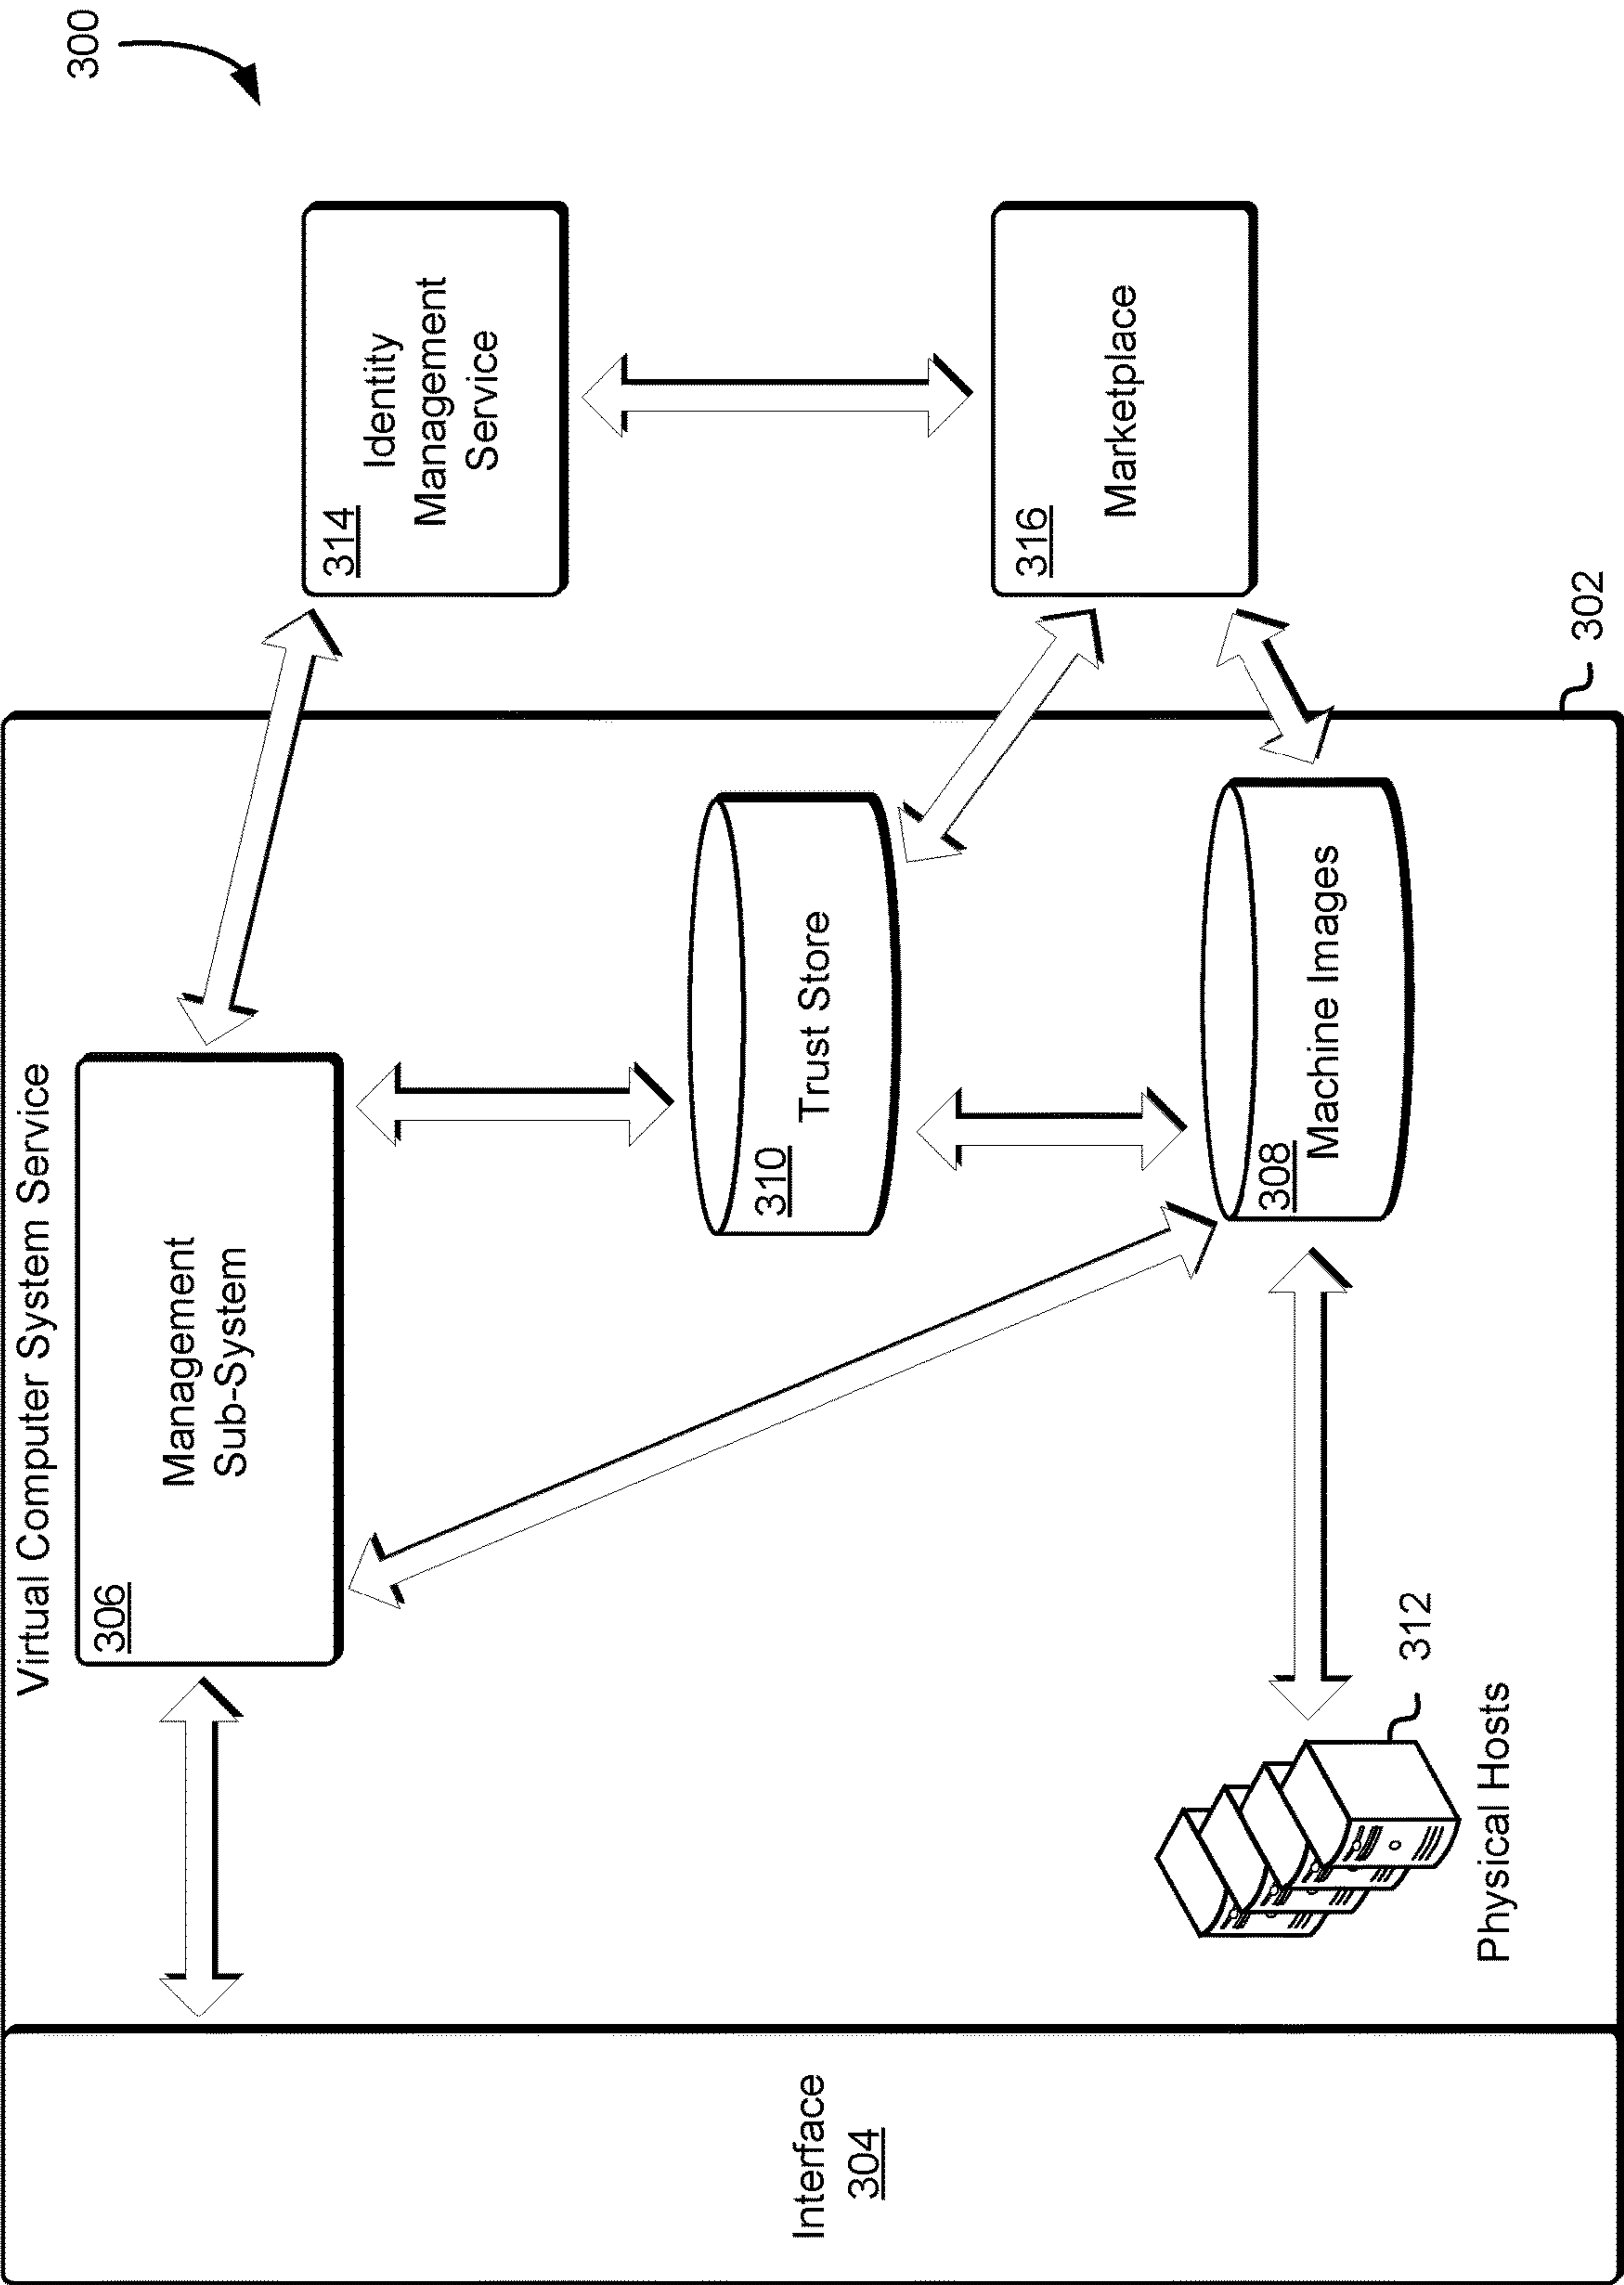 300
Virtual Computer System Service
Interface
304
306
Management
Sub-System
314
Identity
Management
Service
310
Trust Store
316
Marketplace
308
Machine Images
312
Physical Hosts
302